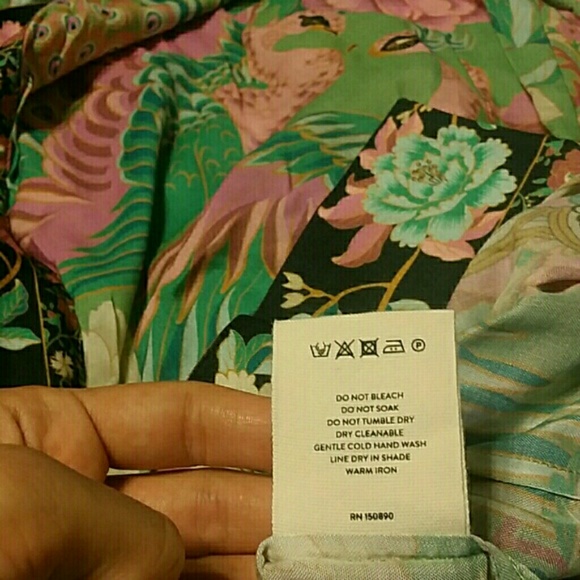 P
DO NOT BLEACH
DO NOT SOAK
DO NOT TUMBLE DRY
DRY CLEANABLE
GENTLE COLD HAND WASH
LINE DRY IN SHADE
WARM IRON
RN 150890